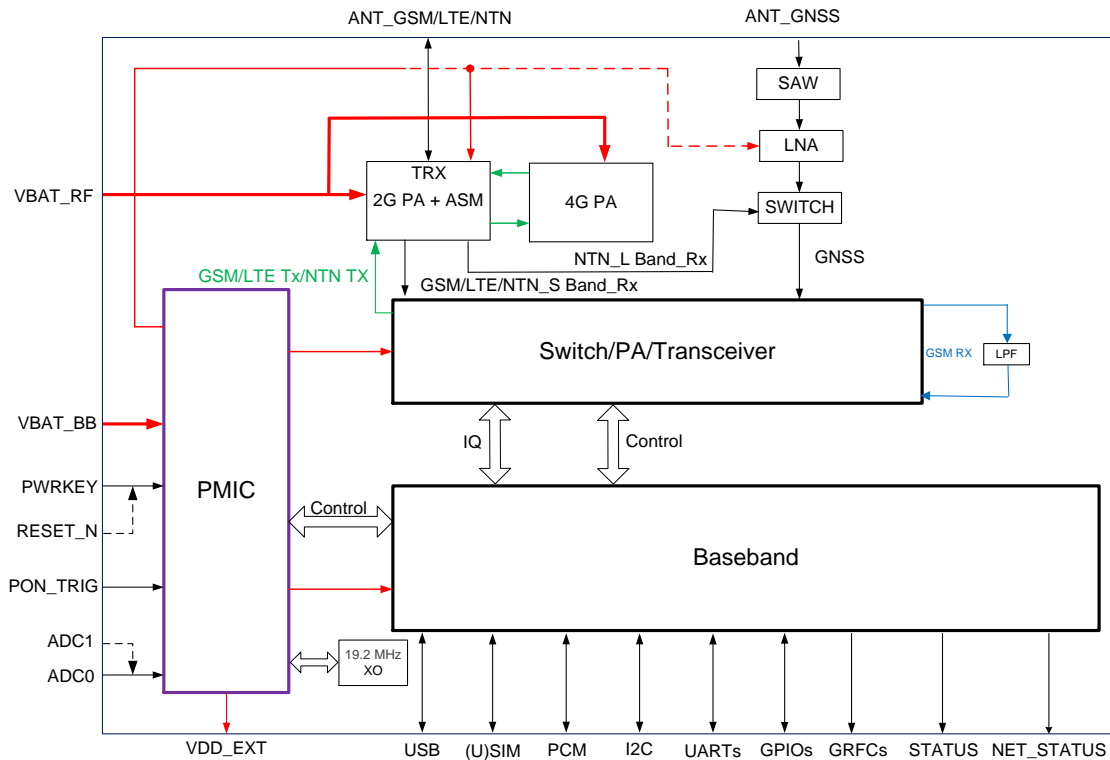 ANT_GSM/LTE/NTN
ANT_GNSS
SAW
LNA
SWITCH
VBAT_RF
TRX
2G PA + ASM
4G PA
NTN_L Band_Rx
GNSS
GSM/LTE Tx/NTN TX
GSM/LTE/NTN_S Band_Rx
Switch/PA/Transceiver
GSM RX
LPF
VBAT_BB
IQ
Control
PWRKEY
PMIC
RESET_N
Control
Baseband
PON_TRIG
ADC1
ADC0
19.2 MHz
XO
VDD_EXT
USB
(U)SIM
PCM
I2C
UARTs
GPIOs
GRFCs
STATUS
NET_STATUS